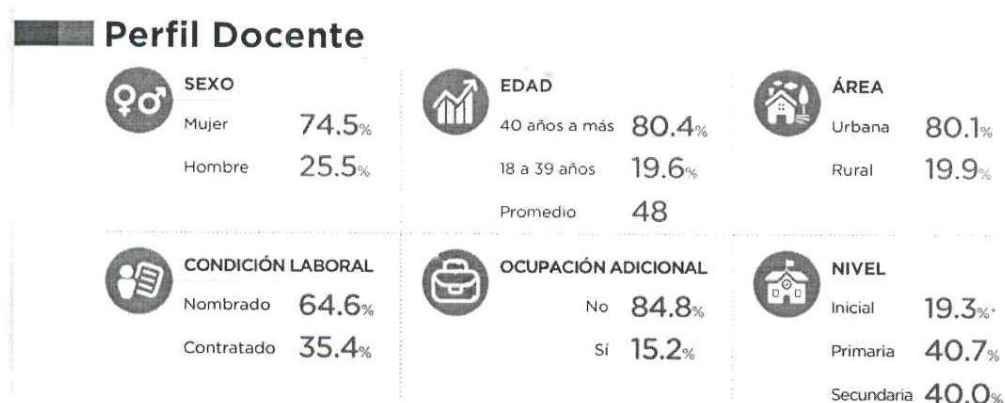 Perfil Docente
SEXO
Mujer 74.5%
Hombre 25.5%
EDAD
40 años a más 80.4%
18 a 39 años 19.6%
Promedio 48
ÁREA
Urbana 80.1%
Rural 19.9%
CONDICIÓN LABORAL
Nombrado 64.6%
Contratado 35.4%
OCUPACIÓN ADICIONAL
No 84.8%
Sí 15.2%
NIVEL
Inicial 19.3%*
Primaria 40.7%
Secundaria 40.0%